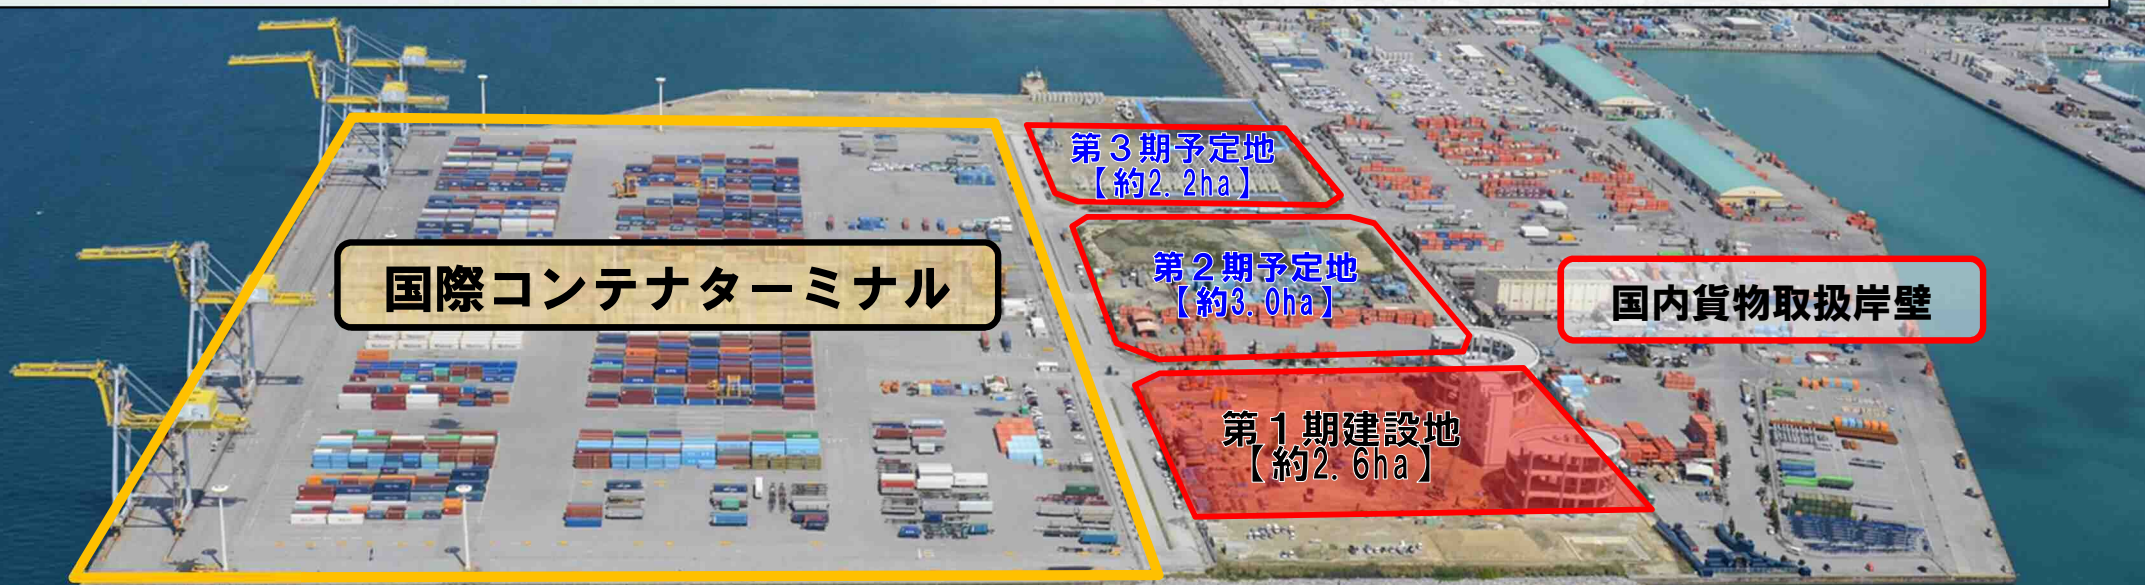 第３期予定地
【約2.2ha】
第２期予定地
【約3.0ha】
国際コンテナターミナル
国内貨物取扱岸壁
第１期建設地
【約2.6ha】